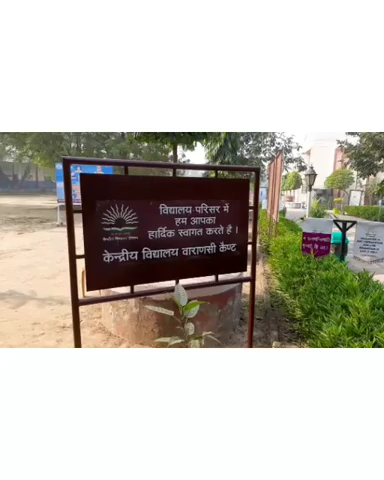 विद्यालय परिसर में
हम आपका
हार्दिक स्वागत करते हैं ।
केन्द्रीय विद्यालय वाराणसी कैण्ट